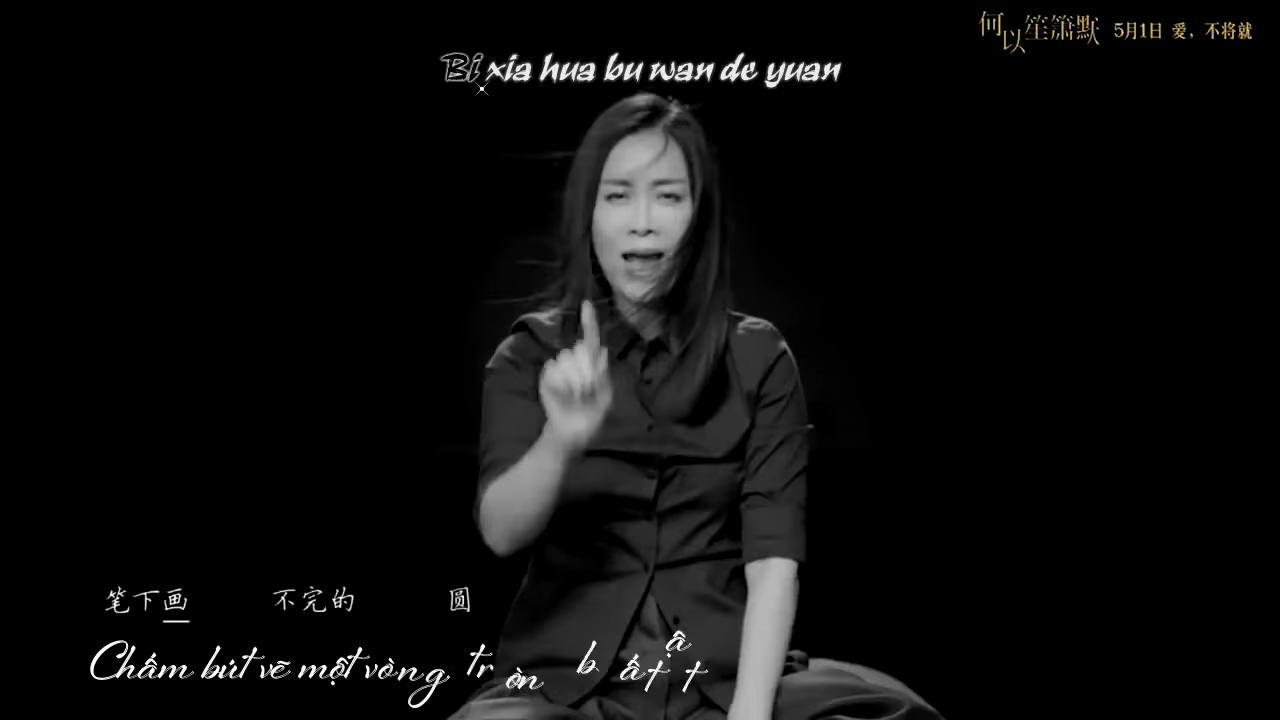 何以笙箫默 5月1日 爱，不将就
Bi xia hua bu wan de yuan
笔下画 不完的 圆
Chấm bút vẽ một vòng tròn bất tật